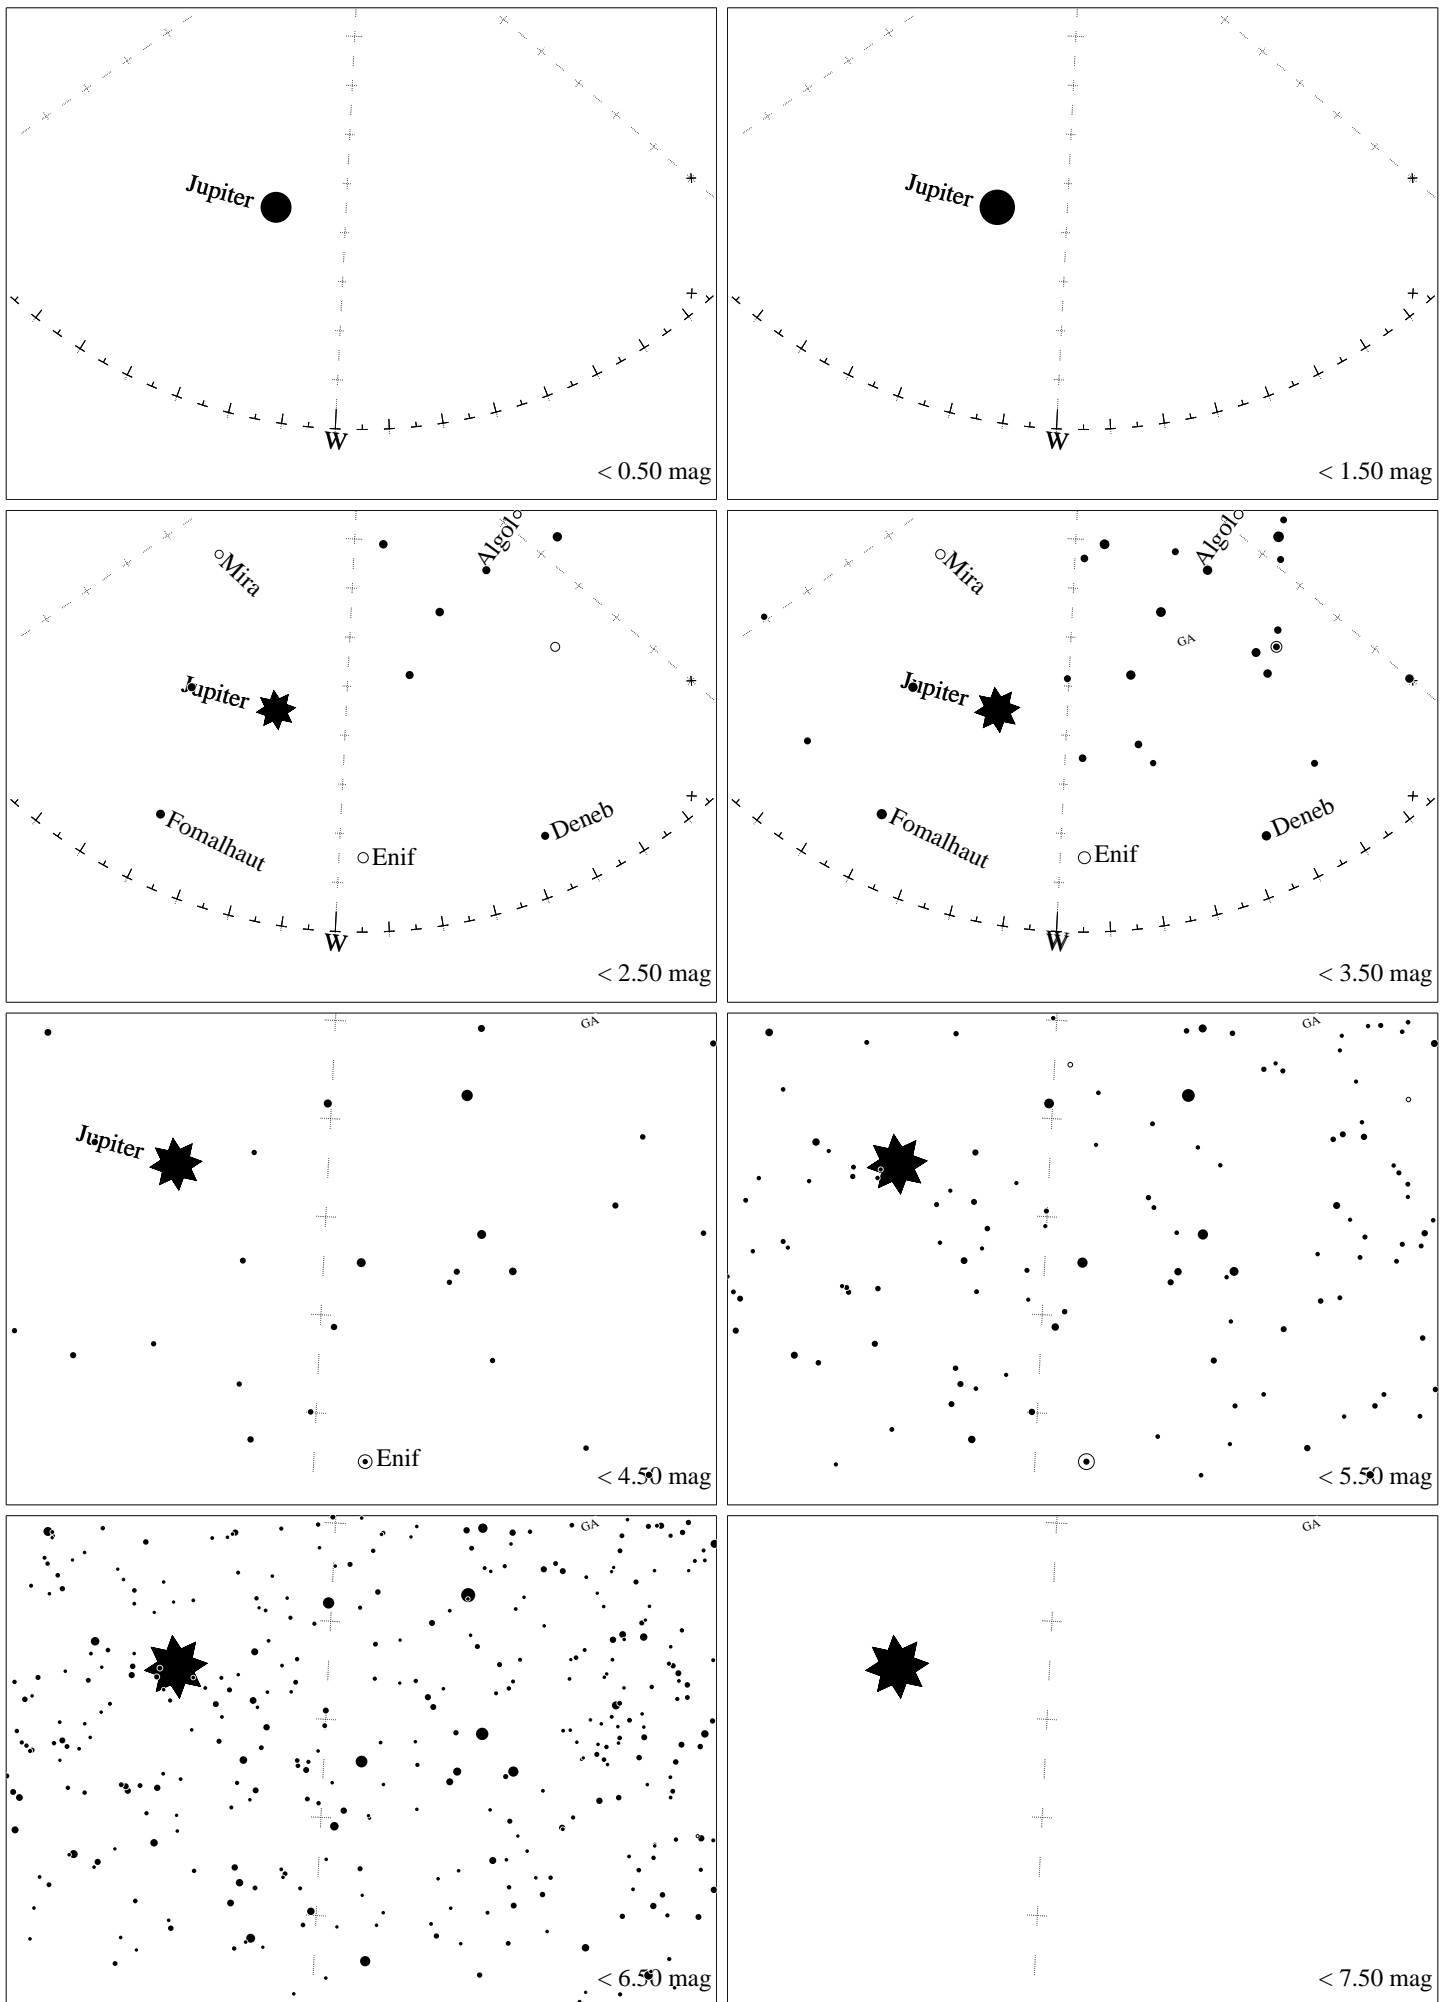 Jupiter
W
< 0.50 mag
Jupiter
W
< 1.50 mag
Algol
Mira
Jupiter
Fomalhaut
Enif
Deneb
W
< 2.50 mag
Algol
Mira
GA
Jupiter
Fomalhaut
Enif
Deneb
W
< 3.50 mag
GA
Jupiter
Enif
< 4.50 mag
GA
< 5.50 mag
GA
< 6.50 mag
GA
< 7.50 mag